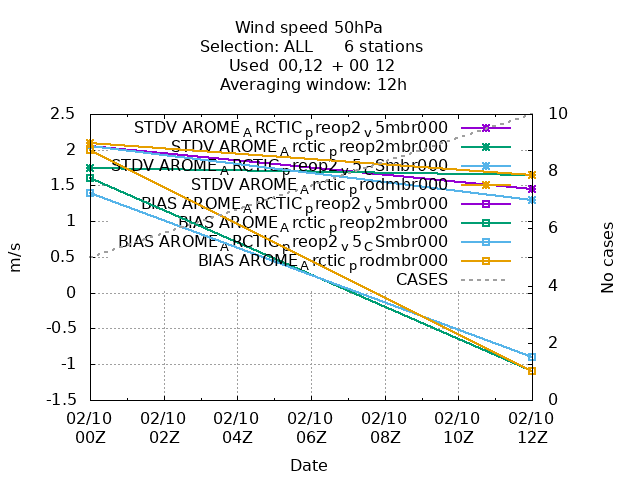 Wind speed 50hPa
Selection: ALL 6 stations
Used 00,12 + 00 12
Averaging window: 12h
2.5
2
1.5
1
0.5
0
-0.5
-1
-1.5
m/s
STDV AROME_ARCTIC_preop2_v5mbr000
STDV AROME_Arctic_preop2mbr000
STDV AROME_ARCTIC_preop2_v5_CSmbr000
STDV AROME_Arctic_prodmbr000
BIAS AROME_ARCTIC_preop2_v5mbr000
BIAS AROME_Arctic_preop2mbr000
BIAS AROME_ARCTIC_preop2_v5_CSmbr000
BIAS AROME_Arctic_prodmbr000
CASES
10
8
6
4
2
0
No cases
02/10 02/10 02/10 02/10 02/10 02/10 02/10
00Z 02Z 04Z 06Z 08Z 10Z 12Z
Date